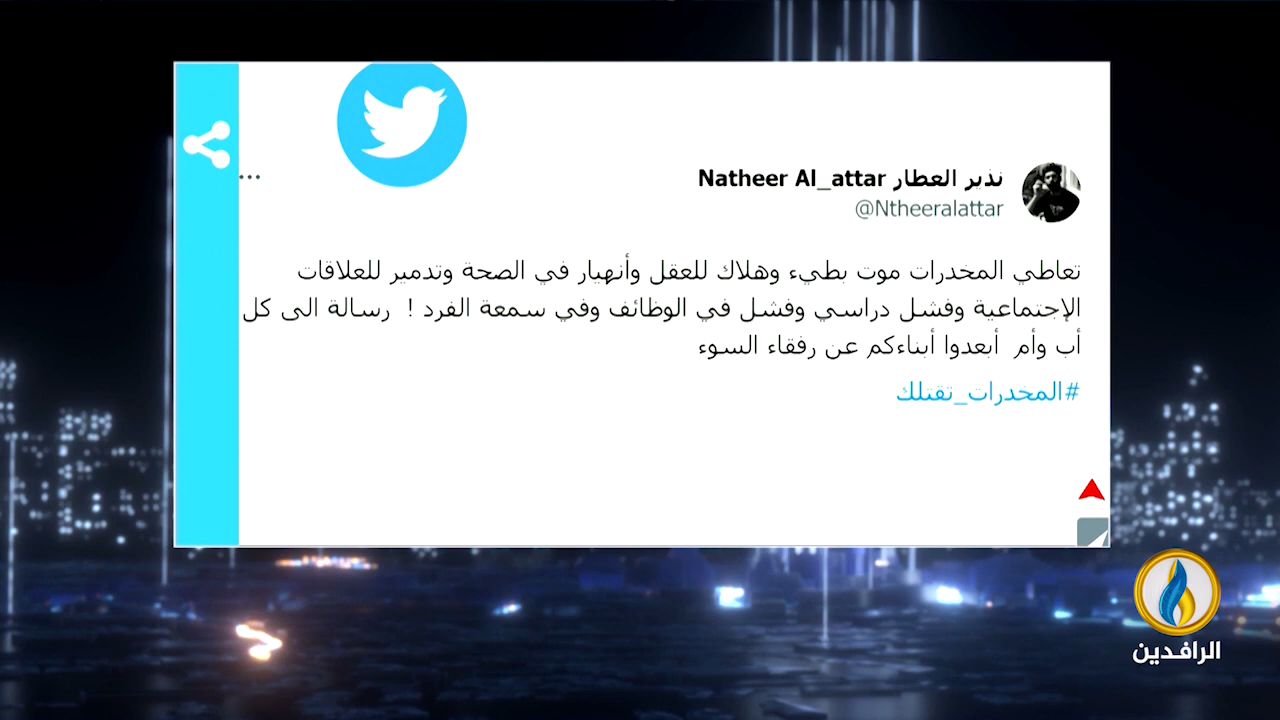 نذير العطار Natheer Al_attar
@Ntheeralattar
...
تعاطي المخدرات موت بطيء وهلاك للعقل وأنهيار في الصحة وتدمير للعلاقات
الإجتماعية وفشل دراسي وفشل في الوظائف وفي سمعة الفرد ! رسالة الى كل
أب وأم أبعدوا أبناءكم عن رفقاء السوء
#المخدرات_تقتلك
الرافدين